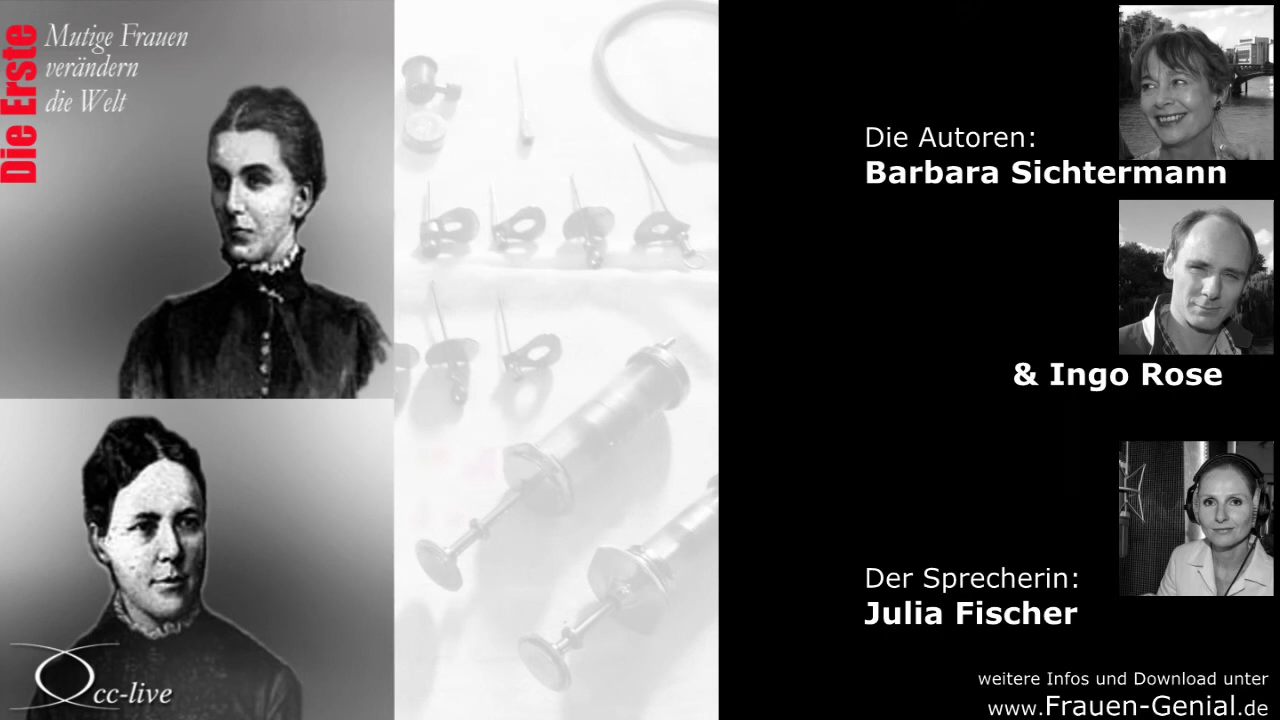 Die Erste
Mutige Frauen
verändern
die Welt
cc-live
Die Autoren:
Barbara Sichtermann
& Ingo Rose
Der Sprecherin:
Julia Fischer
weitere Infos und Download unter
www.Frauen-Genial.de